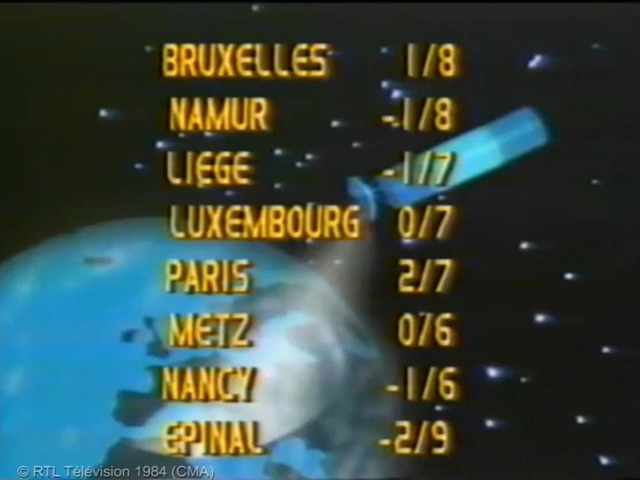 BRUXELLES 1/8
NAMUR -1/8
LIEGE -1/7
LUXEMBOURG 0/7
PARIS 2/7
METZ 0/6
NANCY -1/6
EPINAL -2/9
© RTL Télévision 1984 (CMA)